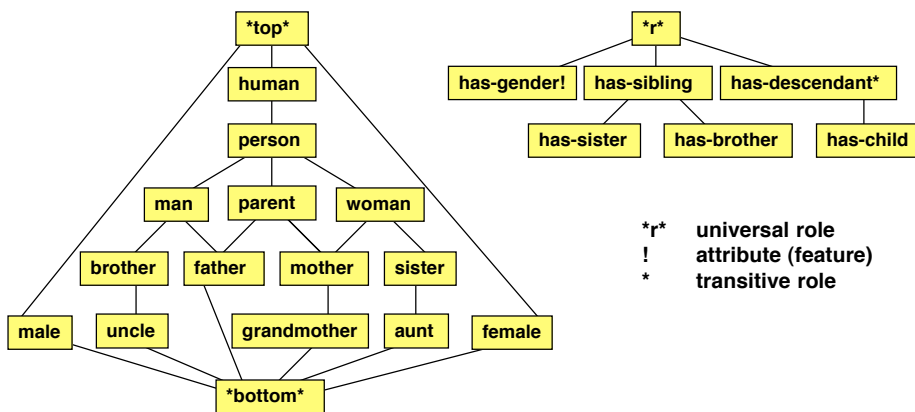 *top*
*r*
human
has-gender!
has-sibling
has-descendant*
person
has-sister
has-brother
has-child
man
parent
woman
*r* universal role
! attribute (feature)
* transitive role
brother
father
mother
sister
male
uncle
grandmother
aunt
female
*bottom*